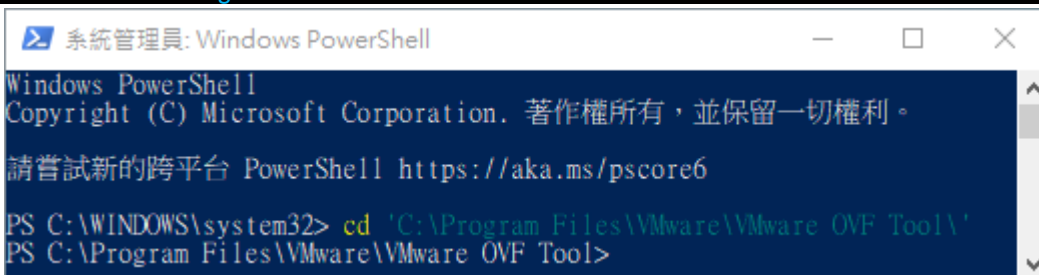 系統管理員: Windows PowerShell
Windows PowerShell
Copyright (C) Microsoft Corporation. 著作權所有，並保留一切權利。
請嘗試新的跨平台 PowerShell https://aka.ms/pscore6
PS C:\WINDOWS\system32> cd 'C:\Program Files\VMware\VMware OVF Tool\'
PS C:\Program Files\VMware\VMware OVF Tool>